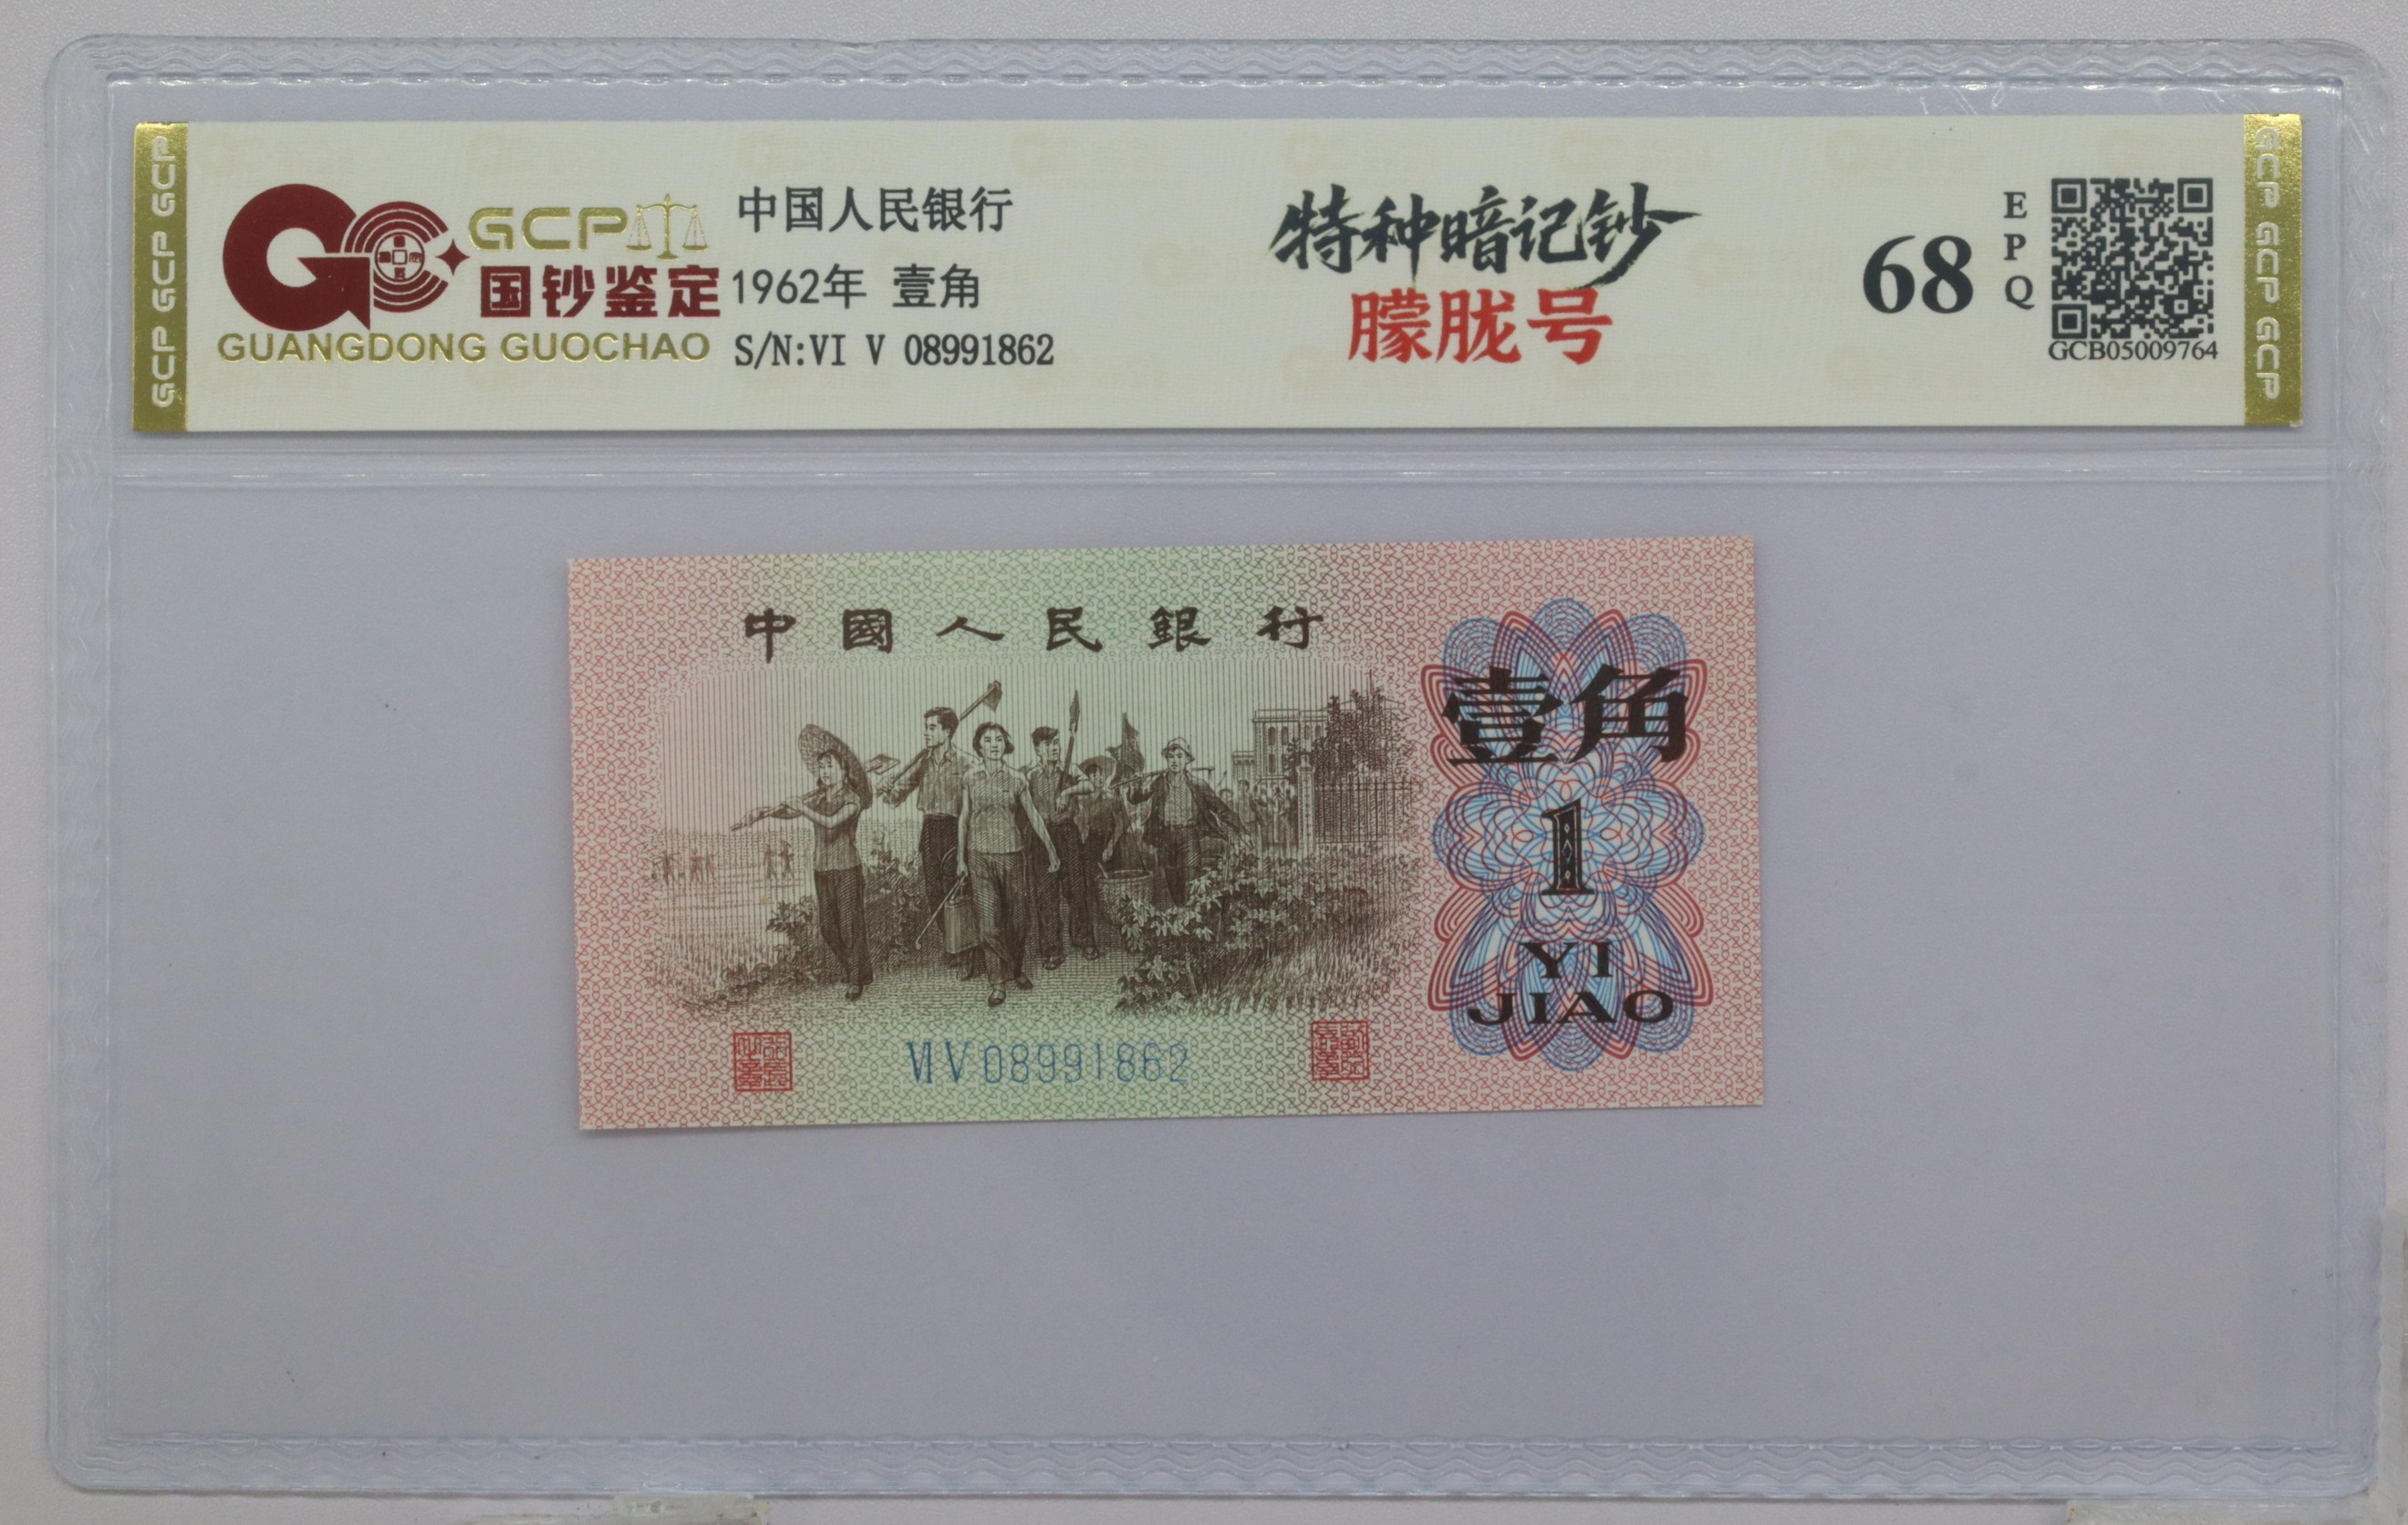 GCP GCP GCP
GCP
国钞鉴定
GUANGDONG GUOCHAO
中国人民银行
1962年 壹角
S/N:VI V 08991862
特种暗记钞
朦胧号
68
EPQ
GCB05009764
GCP GCP GCP
中國人民銀行
壹角
1
YI
JIAO
VI V 08991862